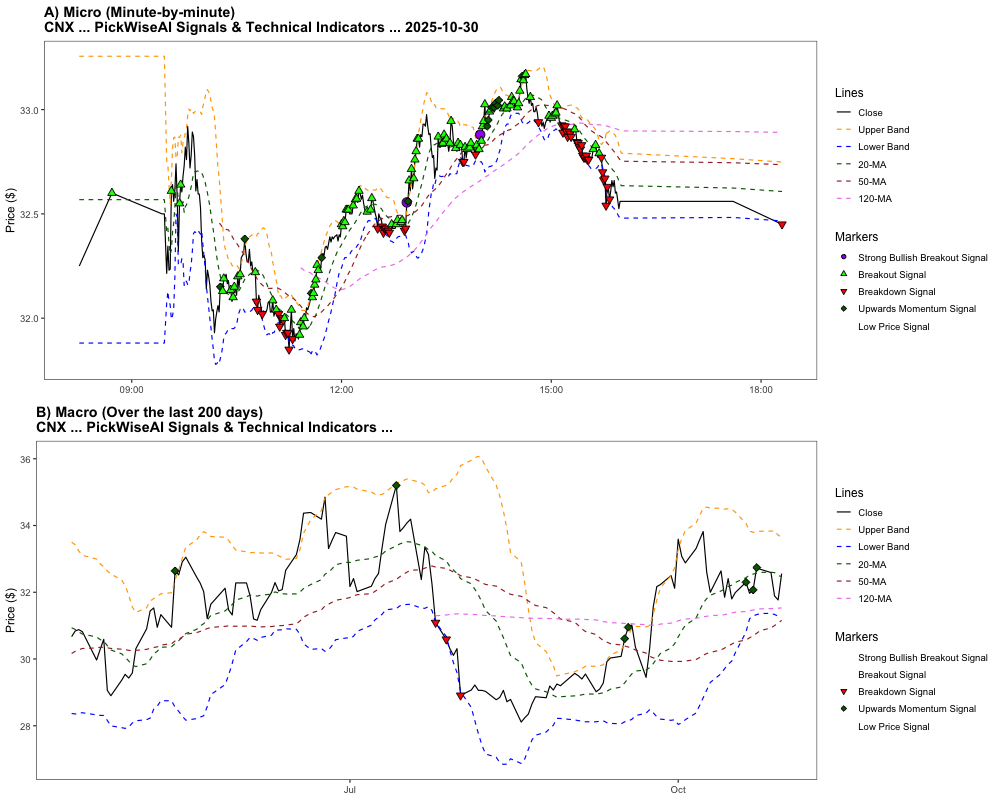 A) Micro (Minute-by-minute)
CNX ... PickWiseAI Signals & Technical Indicators ... 2025-10-30
Price ($)
33.0
32.5
32.0
09:00
12:00
15:00
18:00
Lines
Close
Upper Band
Lower Band
20-MA
50-MA
120-MA
Markers
Strong Bullish Breakout Signal
Breakout Signal
Breakdown Signal
Upwards Momentum Signal
Low Price Signal
B) Macro (Over the last 200 days)
CNX ... PickWiseAI Signals & Technical Indicators ...
Price ($)
36
34
32
30
28
Jul
Oct
Lines
Close
Upper Band
Lower Band
20-MA
50-MA
120-MA
Markers
Strong Bullish Breakout Signal
Breakout Signal
Breakdown Signal
Upwards Momentum Signal
Low Price Signal